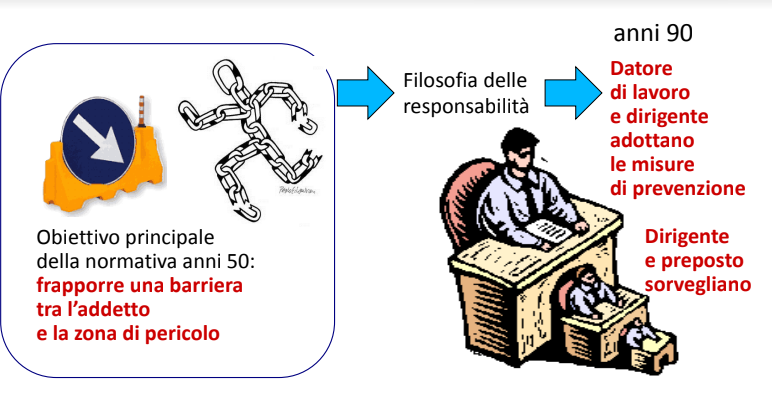 Obiettivo principale
della normativa anni 50:
frapporre una barriera
tra l'addetto
e la zona di pericolo
Filosofia delle
responsabilità
anni 90
Datore
di lavoro
e dirigente
adottano
le misure
di prevenzione
Dirigente
e preposto
sorvegliano